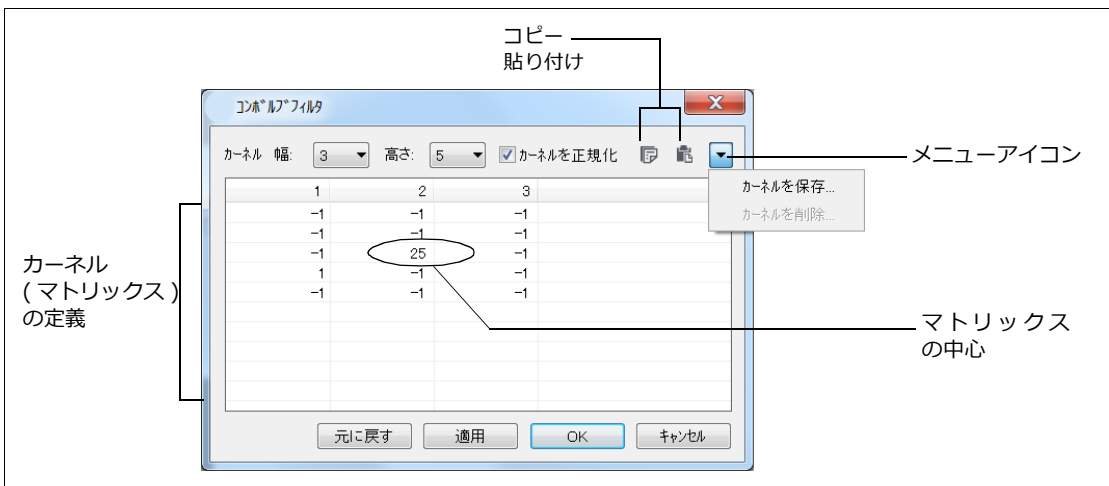 コピー
貼り付け
コンボルブフィルタ
カーネル 幅: 3 高さ: 5 カーネルを正規化
メニューアイコン
カーネルを保存...
カーネルを削除...
1 2 3
-1 -1 -1
-1 -1 -1
-1 25 -1
1 -1 -1
-1 -1 -1
カーネル
(マトリックス)
の定義
マトリックス
の中心
元に戻す 適用 OK キャンセル